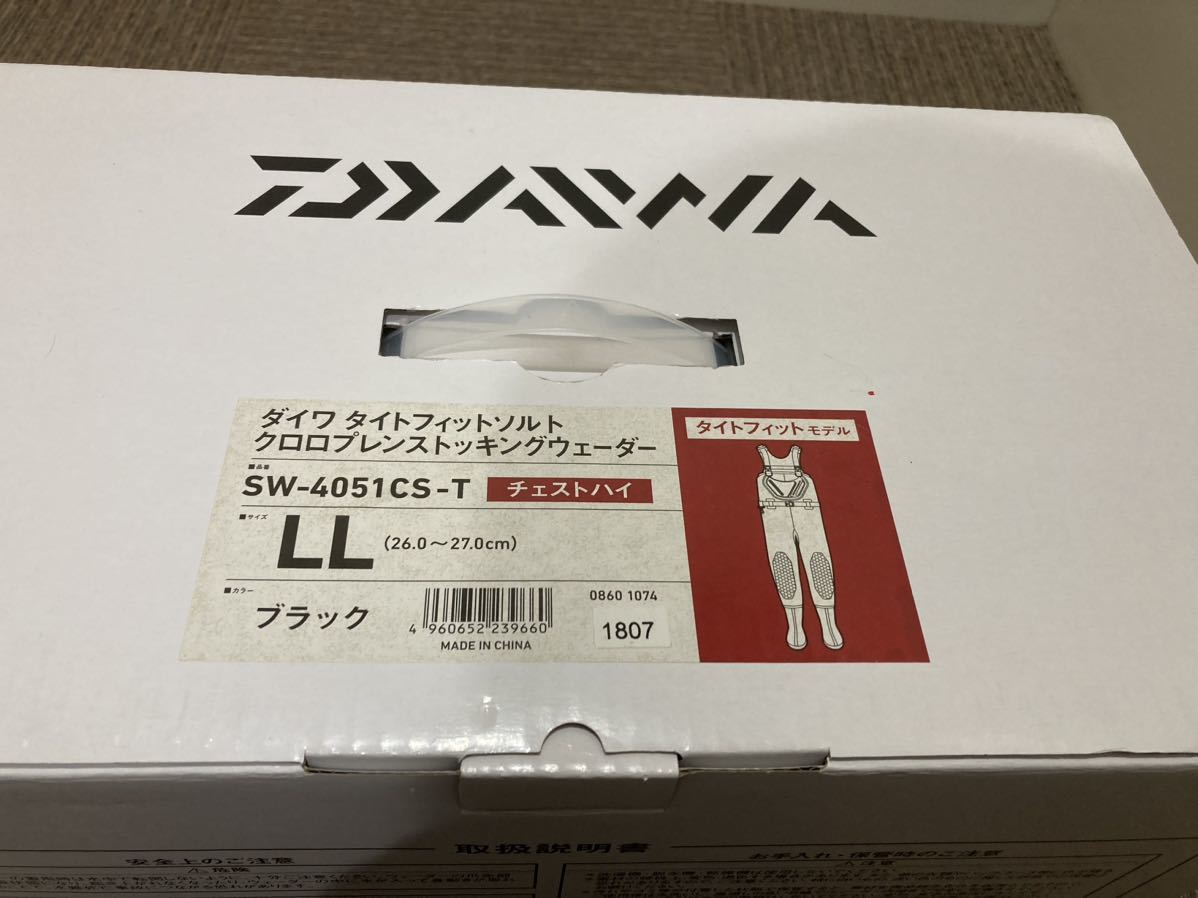 DAIWA
ダイワ タイトフィットソルト
クロロプレンストッキングウェーダー
■品番
SW-4051CS-T チェストハイ
■サイズ
LL (26.0～27.0cm)
■カラー
ブラック
4 960652 239660
MADE IN CHINA
0860 1074
1807
タイトフィット モデル
取扱説明書
安全上のご注意
⚠ 危険
お手入れ・保管時のご注意
⚠ 注意